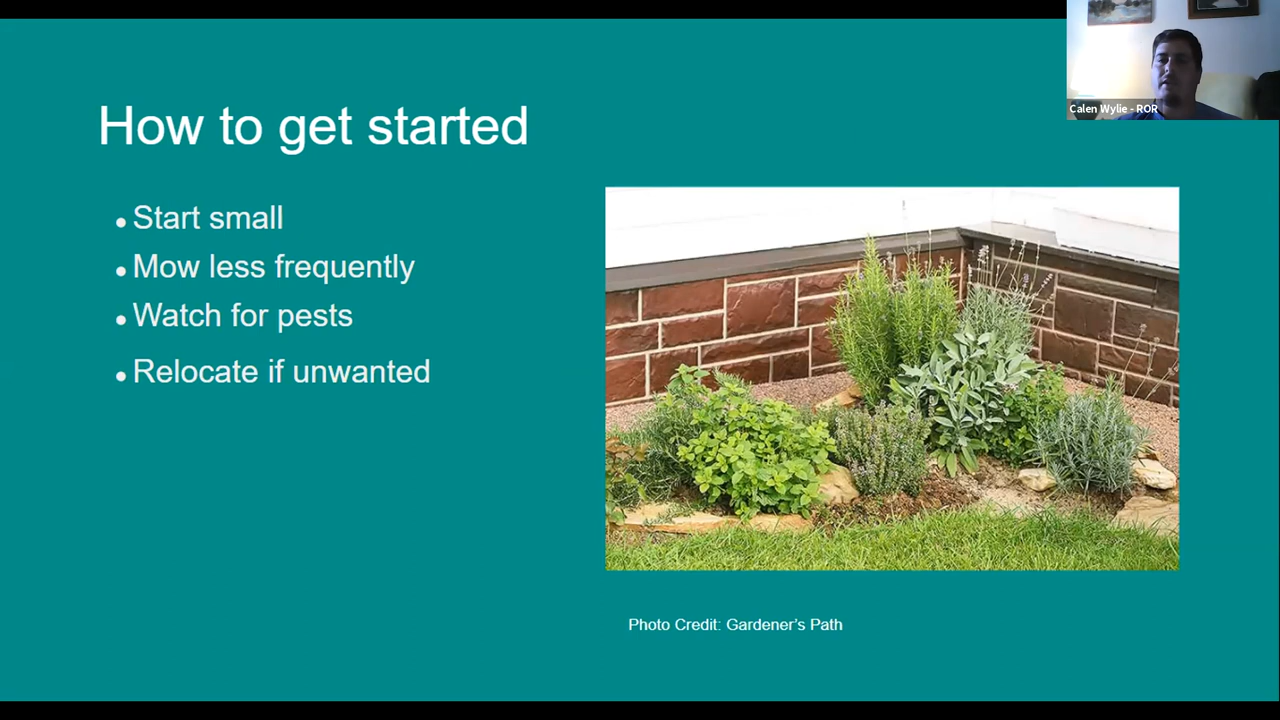 How to get started
• Start small
• Mow less frequently
• Watch for pests
• Relocate if unwanted
Photo Credit: Gardener's Path
Calen Wylie - ROR